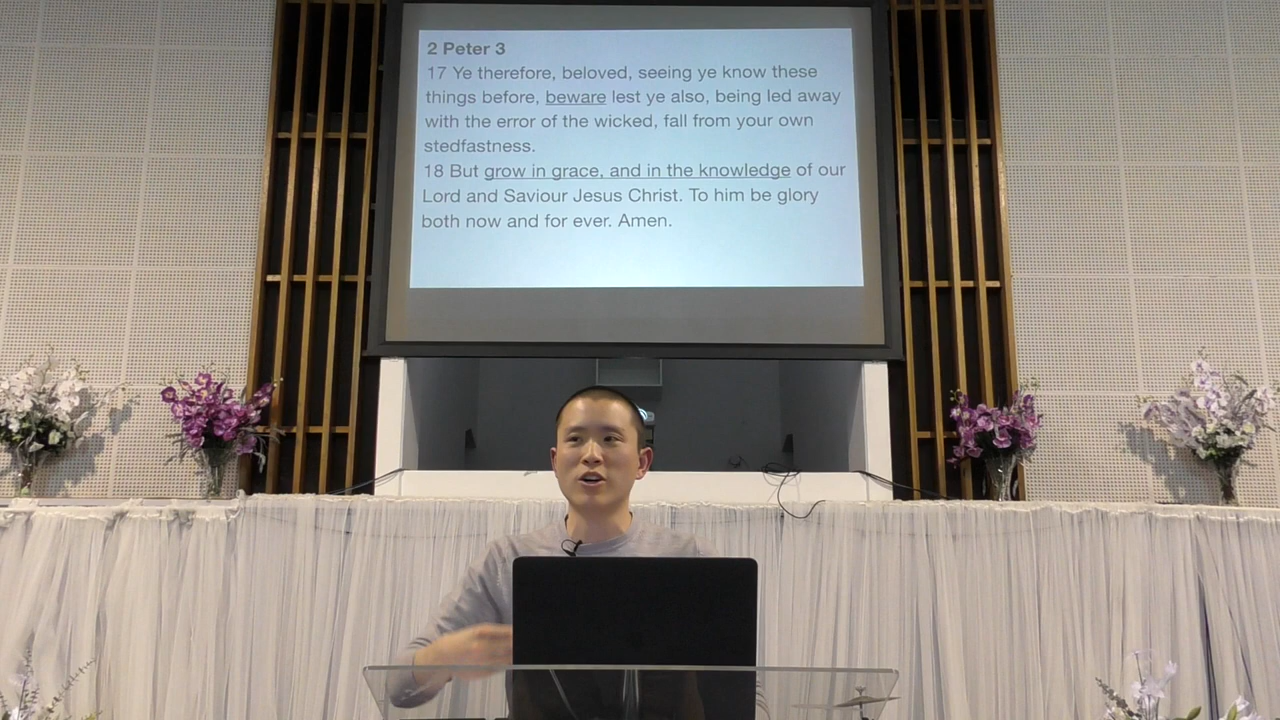 2 Peter 3
17 Ye therefore, beloved, seeing ye know these
things before, beware lest ye also, being led away
with the error of the wicked, fall from your own
stedfastness.
18 But grow in grace, and in the knowledge of our
Lord and Saviour Jesus Christ. To him be glory
both now and for ever. Amen.